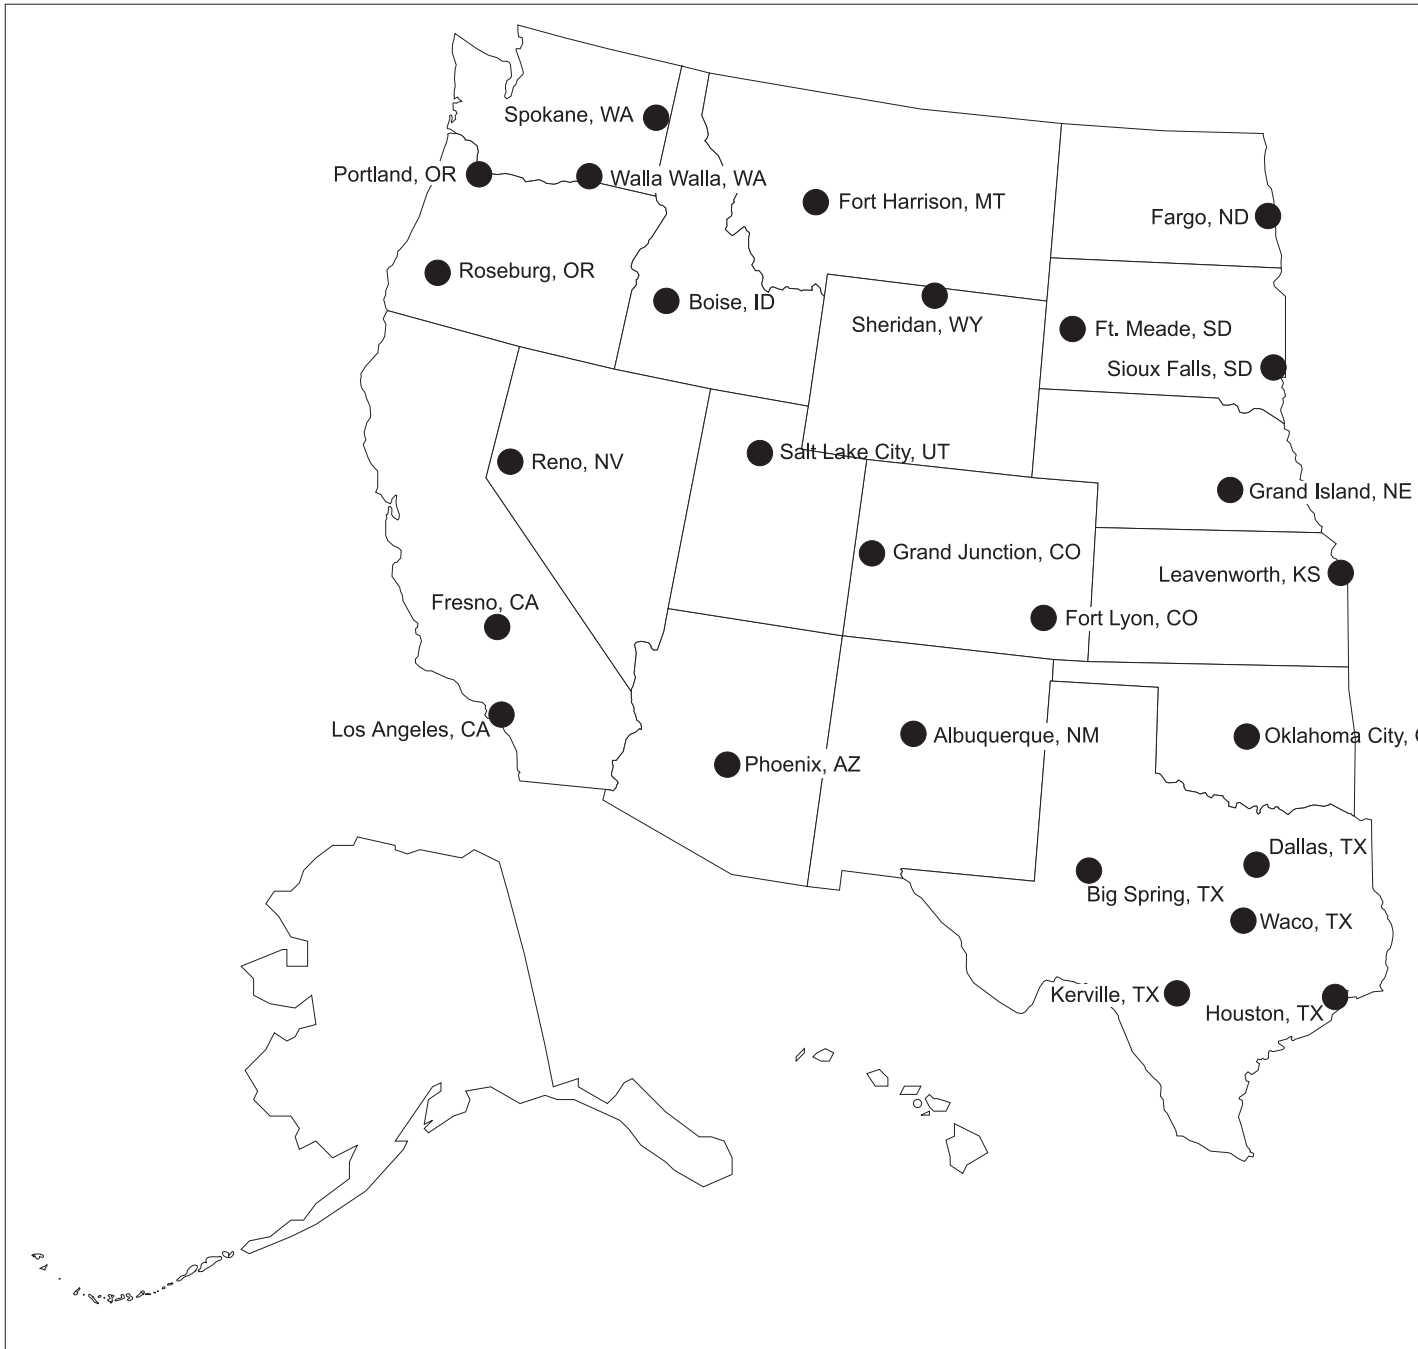 Spokane, WA
Portland, OR
Walla Walla, WA
Fort Harrison, MT
Fargo, ND
Roseburg, OR
Boise, ID
Sheridan, WY
Ft. Meade, SD
Sioux Falls, SD
Reno, NV
Salt Lake City, UT
Grand Island, NE
Grand Junction, CO
Leavenworth, KS
Fresno, CA
Fort Lyon, CO
Los Angeles, CA
Albuquerque, NM
Oklahoma City,
Phoenix, AZ
Dallas, TX
Big Spring, TX
Waco, TX
Kerville, TX
Houston, TX